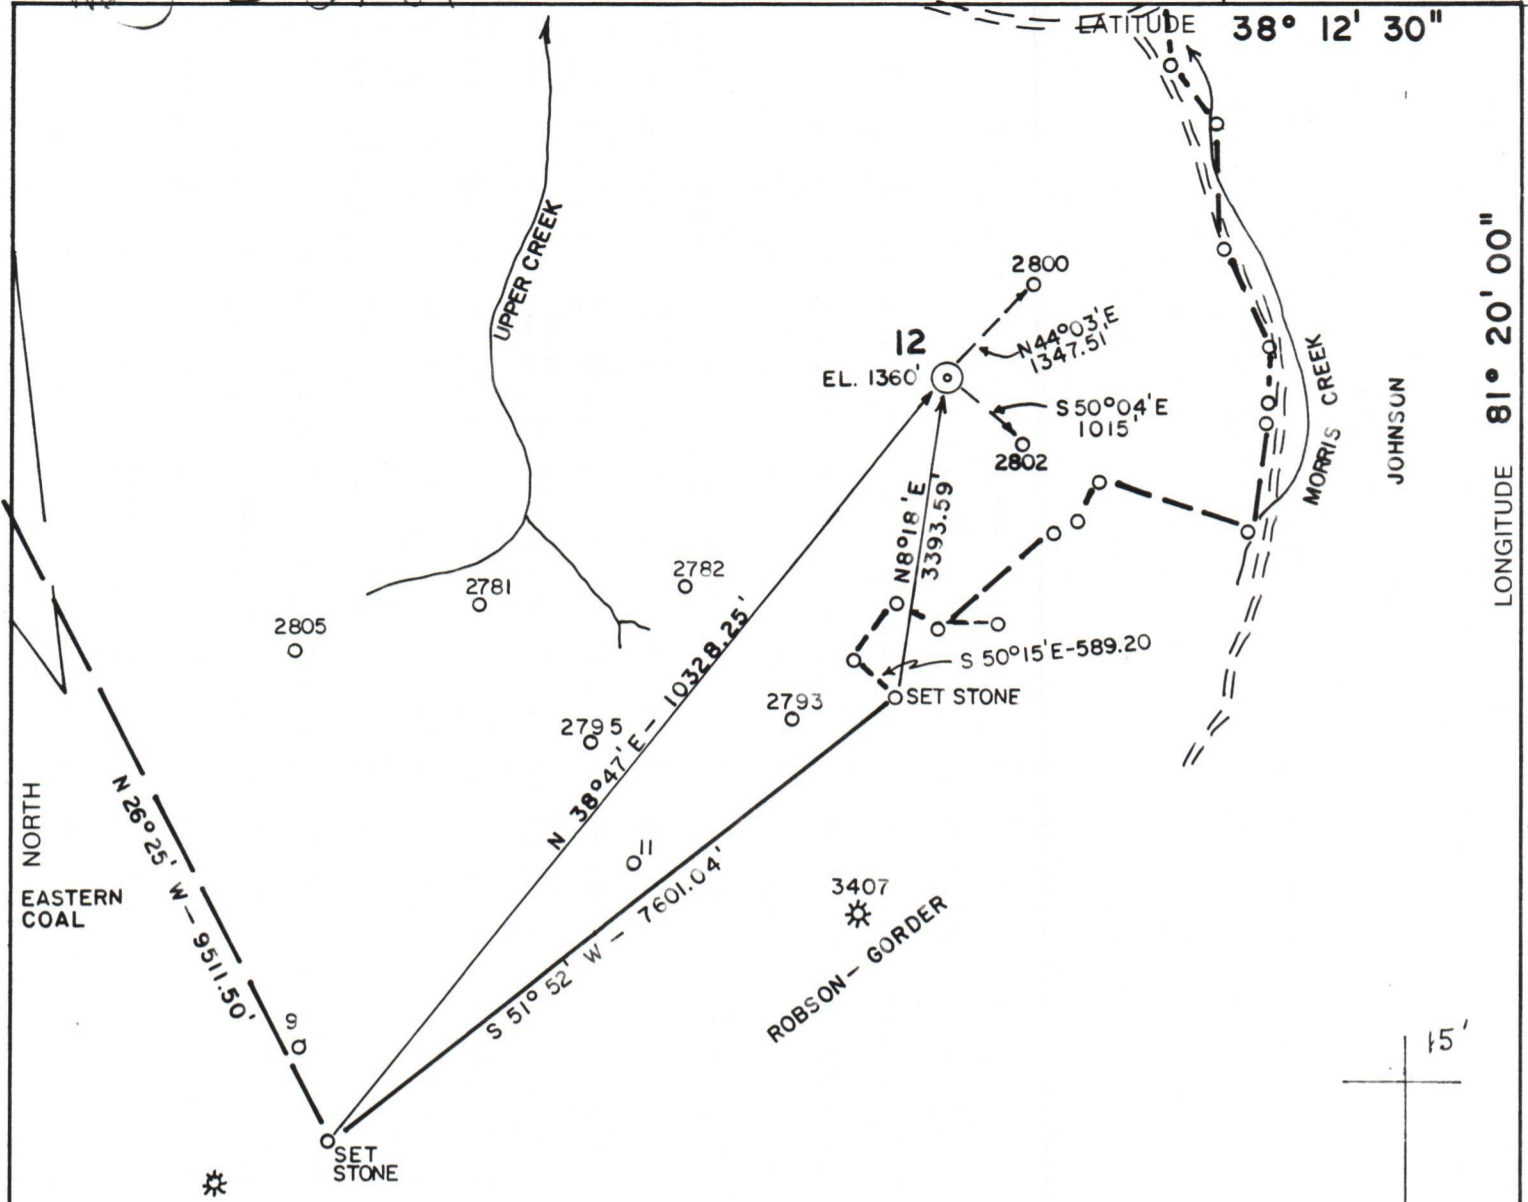 LATITUDE 38° 12' 30"
LONGITUDE 81° 20' 00"
UPPER CREEK
2800
N44°03'E
1347.51'
12
EL. 1360'
S50°04'E
1015'
2802
MORRIS CREEK
JOHNSON
N8°18'E
3393.59'
2782
2781
2805
S 50°15'E-589.20
SET STONE
2793
2795
N 38°47'E - 10328.25'
NORTH
EASTERN
COAL
N 26°25' W - 9511.50'
11
S 51° 52' W - 7601.04'
3407
ROBSON - GORDER
9
15'
SET
STONE